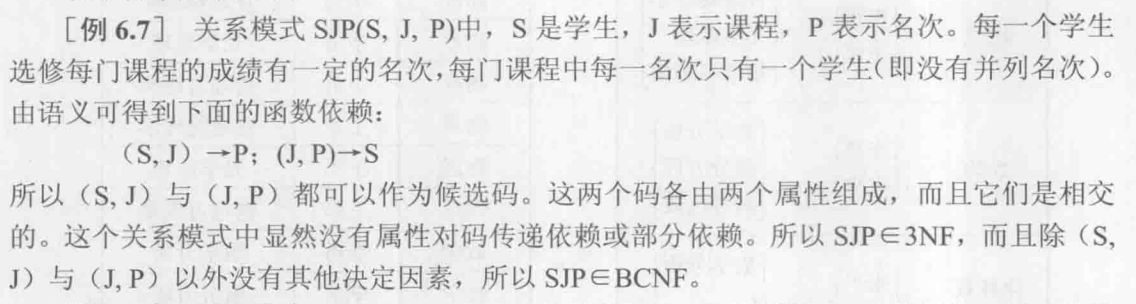 [例 6.7] 关系模式 SJP(S, J, P)中，S 是学生，J 表示课程，P 表示名次。每一个学生
选修每门课程的成绩有一定的名次,每门课程中每一名次只有一个学生(即没有并列名次)。
由语义可得到下面的函数依赖：
（S, J）→P；(J, P)→S
所以（S, J）与（J, P）都可以作为候选码。这两个码各由两个属性组成，而且它们是相交
的。这个关系模式中显然没有属性对码传递依赖或部分依赖。所以 SJP∈3NF，而且除（S,
J）与（J, P）以外没有其他决定因素，所以 SJP∈BCNF。